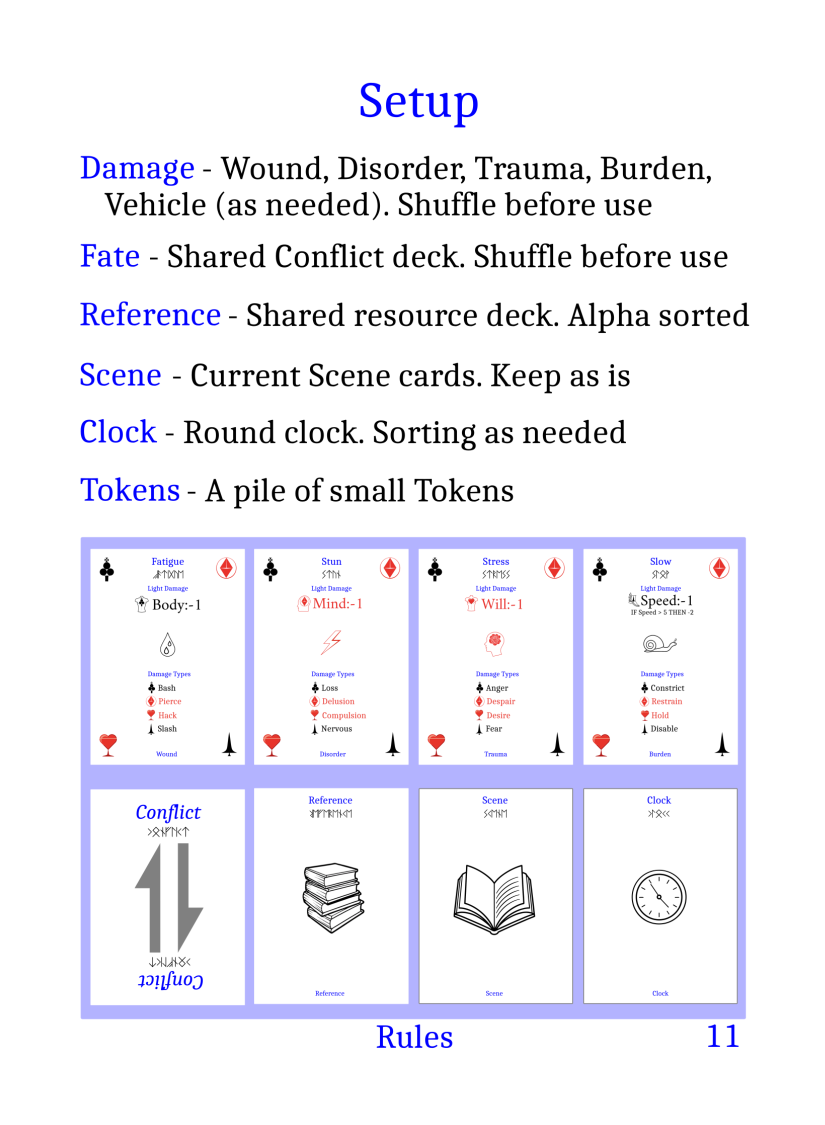 Setup
Damage - Wound, Disorder, Trauma, Burden,
Vehicle (as needed). Shuffle before use
Fate - Shared Conflict deck. Shuffle before use
Reference - Shared resource deck. Alpha sorted
Scene - Current Scene cards. Keep as is
Clock - Round clock. Sorting as needed
Tokens - A pile of small Tokens
Fatigue
Light Damage
Body:-1
Damage Types
Bash
Pierce
Hack
Slash
Wound
Stun
Light Damage
Mind:-1
Damage Types
Loss
Delusion
Compulsion
Nervous
Disorder
Stress
Light Damage
Will:-1
Damage Types
Anger
Despair
Desire
Fear
Trauma
Slow
Light Damage
Speed:-1
IF Speed > 5 THEN -2
Damage Types
Constrict
Restrain
Hold
Disable
Burden
Conflict
Conflict
Reference
Reference
Scene
Scene
Clock
Clock
Rules 11